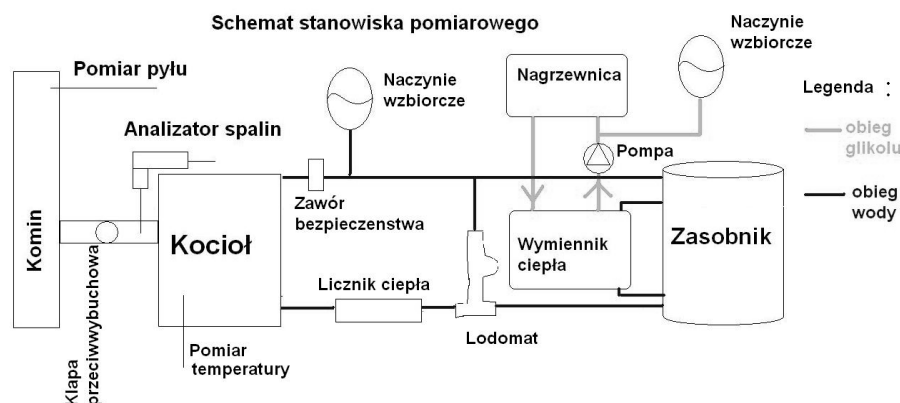 Schemat stanowiska pomiarowego
Pomiar pyłu
Naczynie
wzbiorcze
Nagrzewnica
Naczynie
wzbiorcze
Legenda :
obieg
glikolu
obieg
wody
Analizator spalin
Pompa
Zawór
bezpieczenstwa
Komin
Kocioł
Wymiennik
ciepła
Zasobnik
Licznik ciepła
Lodomat
Pomiar
temperatury
Klapa
przeciwwybuchowa